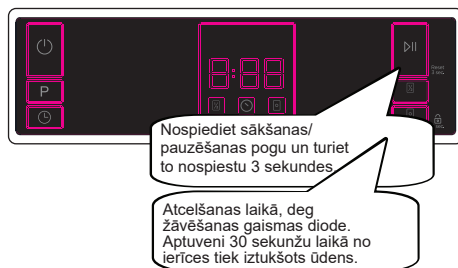 P
8:88
Reset
3 sec.
Nospiediet sākšanas/
pauzēšanas pogu un turiet
to nospiestu 3 sekundes.
Atcelšanas laikā, deg
žāvēšanas gaismas diode.
Aptuveni 30 sekunžu laikā no
ierīces tiek iztukšots ūdens.